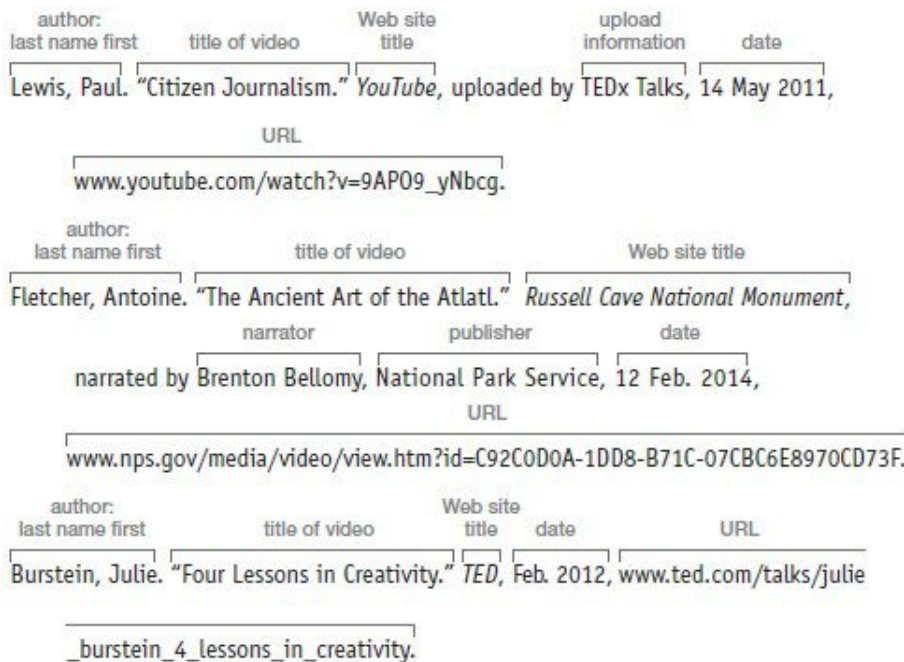 author:
last name first
title of video
Web site
title
upload
information
date
Lewis, Paul. “Citizen Journalism.” YouTube, uploaded by TEDx Talks, 14 May 2011,
URL
www.youtube.com/watch?v=9APO9_yNbcg.
author:
last name first
title of video
Web site title
Fletcher, Antoine. “The Ancient Art of the Atlatl.” Russell Cave National Monument,
narrator
publisher
date
narrated by Brenton Bellomy, National Park Service, 12 Feb. 2014,
URL
www.nps.gov/media/video/view.htm?id=C92C0D0A-1DD8-B71C-07CBC6E8970CD73F.
author:
last name first
title of video
Web site
title
date
URL
Burstein, Julie. “Four Lessons in Creativity.” TED, Feb. 2012, www.ted.com/talks/julie
_burstein_4_lessons_in_creativity.